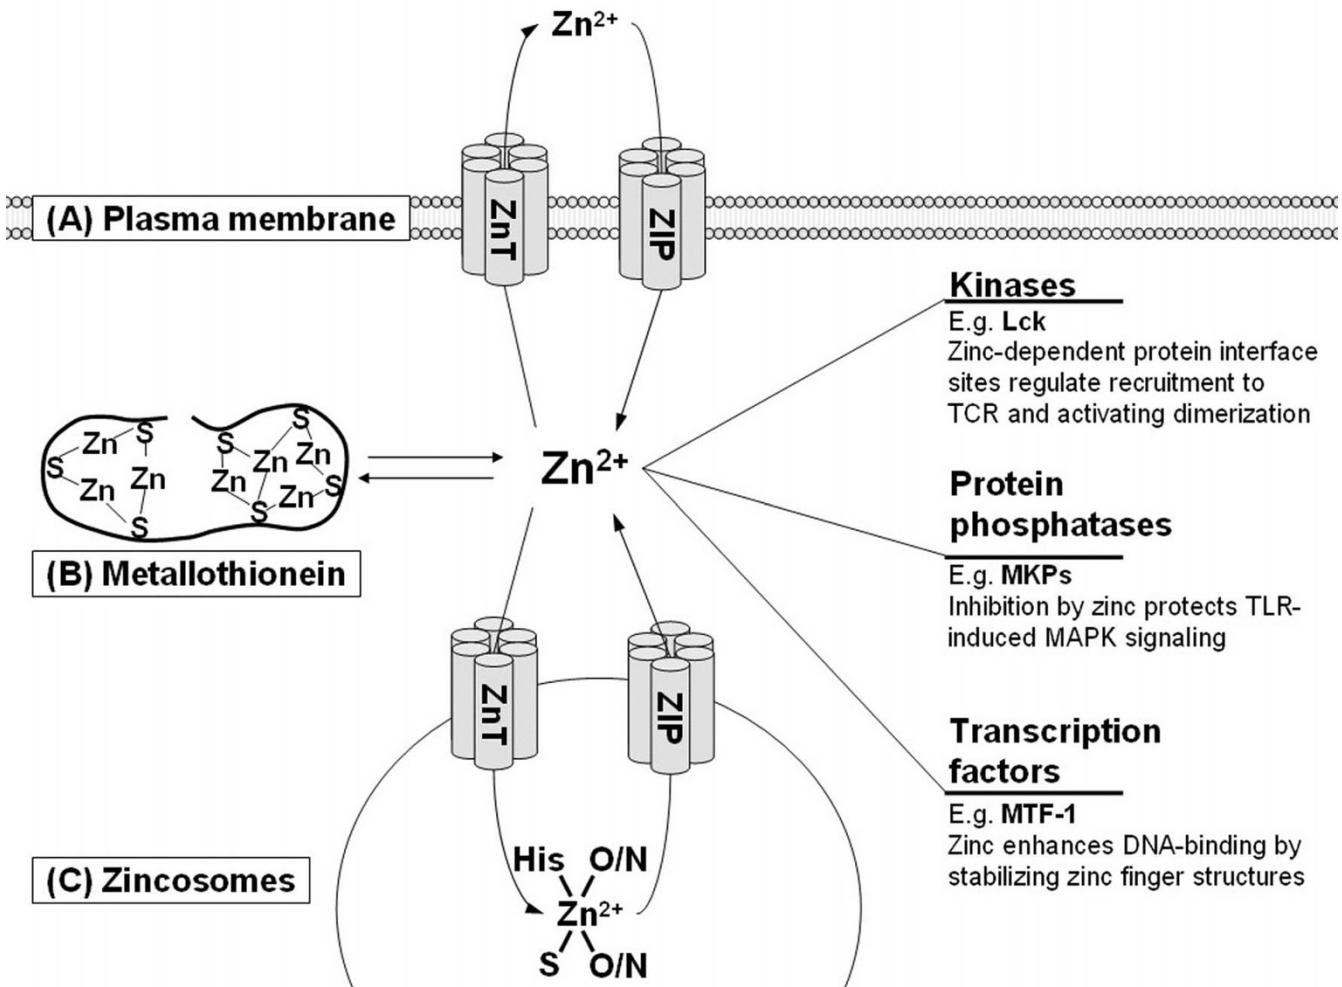 Zn2+
(A) Plasma membrane
ZnT
ZIP
Kinases
E.g. Lck
Zinc-dependent protein interface
sites regulate recruitment to
TCR and activating dimerization
S
S
S
Zn
Zn
Zn
S
S
Zn
Zn
Zn
Zn
S
S
Zn2+
(B) Metallothionein
Protein
phosphatases
E.g. MKPs
Inhibition by zinc protects TLR-
induced MAPK signaling
ZnT
ZIP
Transcription
factors
E.g. MTF-1
Zinc enhances DNA-binding by
stabilizing zinc finger structures
(C) Zincosomes
His O/N
Zn2+
S O/N